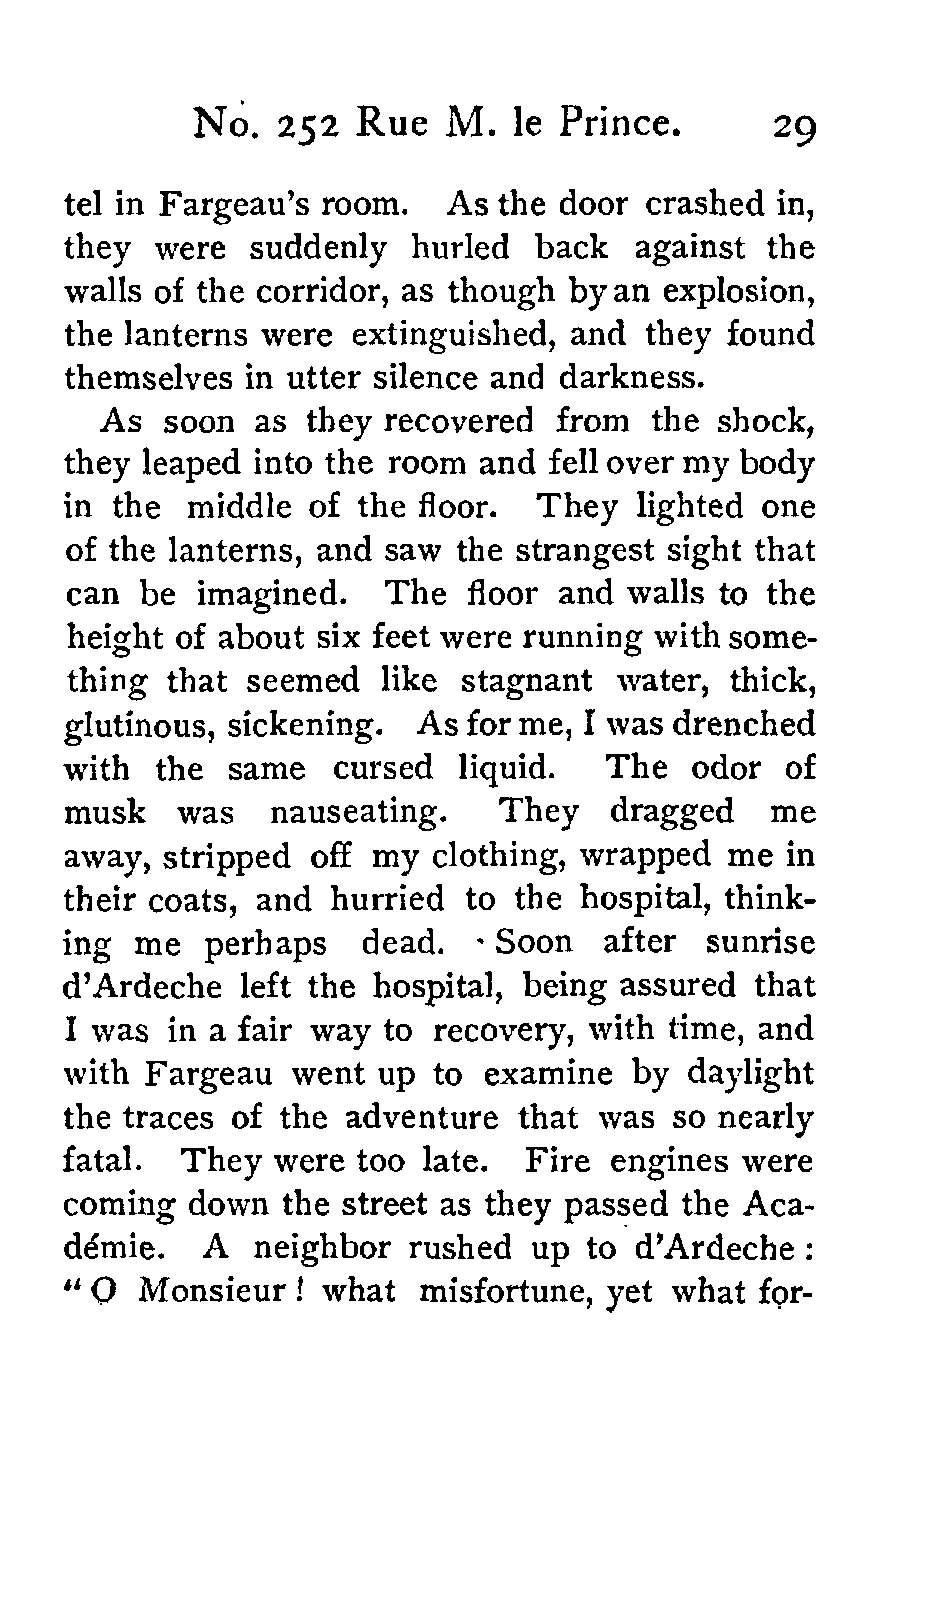 No. 252 Rue M. le Prince. 29
tel in Fargeau's room. As the door crashed in,
they were suddenly hurled back against the
walls of the corridor, as though by an explosion,
the lanterns were extinguished, and they found
themselves in utter silence and darkness.
As soon as they recovered from the shock,
they leaped into the room and fell over my body
in the middle of the floor. They lighted one
of the lanterns, and saw the strangest sight that
can be imagined. The floor and walls to the
height of about six feet were running with some-
thing that seemed like stagnant water, thick,
glutinous, sickening. As for me, I was drenched
with the same cursed liquid. The odor of
musk was nauseating. They dragged me
away, stripped off my clothing, wrapped me in
their coats, and hurried to the hospital, think-
ing me perhaps dead. Soon after sunrise
d'Ardeche left the hospital, being assured that
I was in a fair way to recovery, with time, and
with Fargeau went up to examine by daylight
the traces of the adventure that was so nearly
fatal. They were too late. Fire engines were
coming down the street as they passed the Aca-
démie. A neighbor rushed up to d'Ardeche :
"O Monsieur ! what misfortune, yet what for-